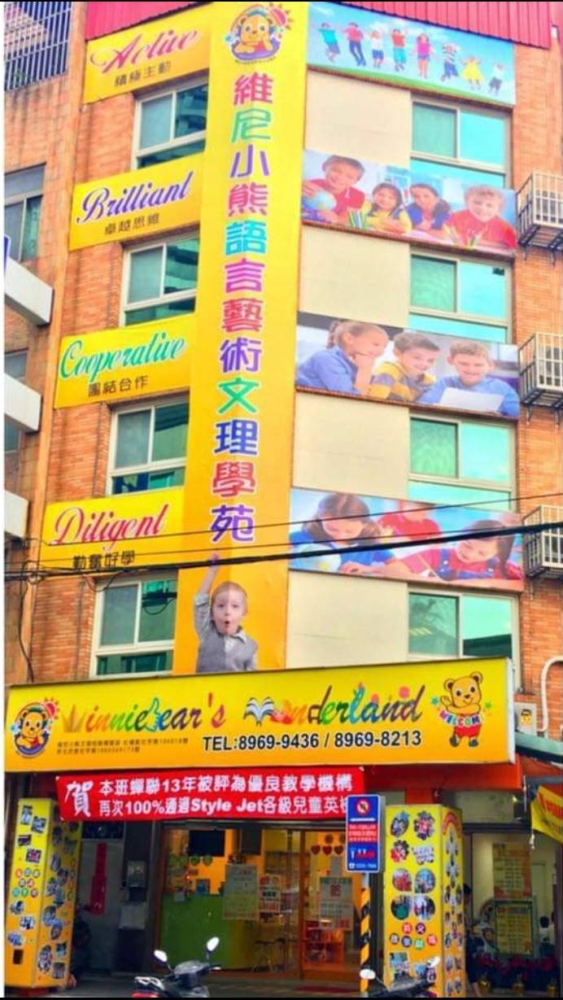 Active
積極主動
Brilliant
卓越思維
Cooperative
團結合作
Diligent
勤奮好學
維尼小熊語言藝術文理學苑
Winniebear's Wonderland
TEL:8969-9436 / 8969-8213
WELCOME
賀
本班蟬聯13年被評為優良教學機構
再次100%通過Style Jet各級兒童英